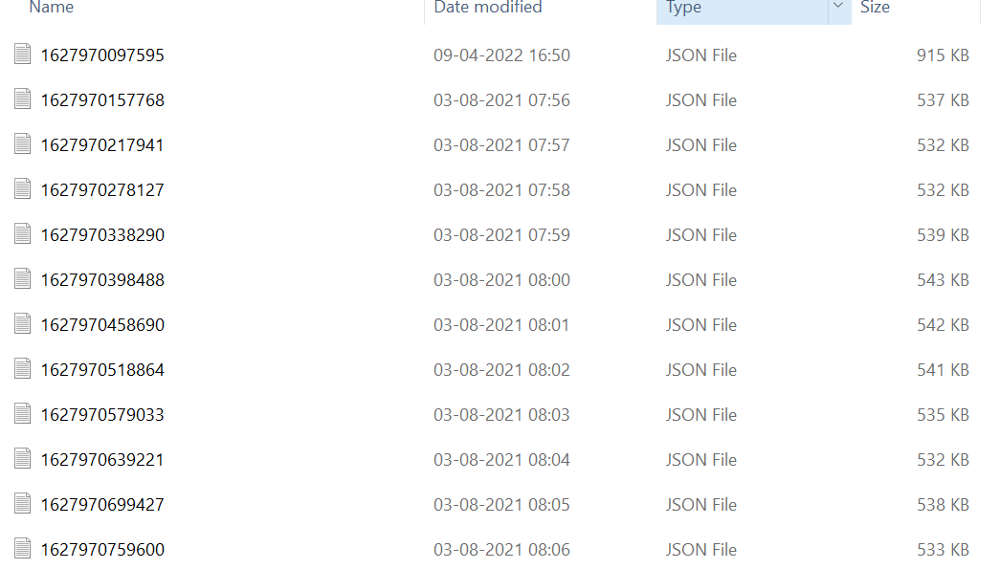 Name Date modified Type Size
1627970097595 09-04-2022 16:50 JSON File 915 KB
1627970157768 03-08-2021 07:56 JSON File 537 KB
1627970217941 03-08-2021 07:57 JSON File 532 KB
1627970278127 03-08-2021 07:58 JSON File 532 KB
1627970338290 03-08-2021 07:59 JSON File 539 KB
1627970398488 03-08-2021 08:00 JSON File 543 KB
1627970458690 03-08-2021 08:01 JSON File 542 KB
1627970518864 03-08-2021 08:02 JSON File 541 KB
1627970579033 03-08-2021 08:03 JSON File 535 KB
1627970639221 03-08-2021 08:04 JSON File 532 KB
1627970699427 03-08-2021 08:05 JSON File 538 KB
1627970759600 03-08-2021 08:06 JSON File 533 KB